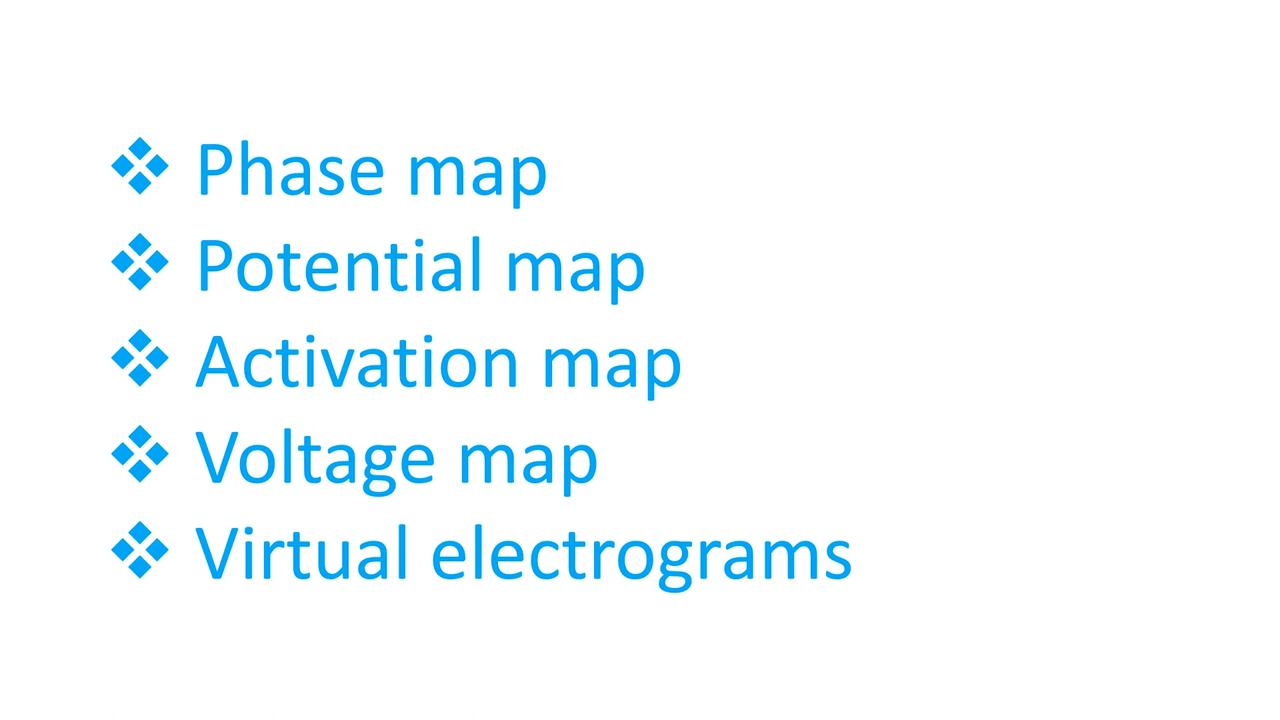 ❖ Phase map
❖ Potential map
❖ Activation map
❖ Voltage map
❖ Virtual electrograms